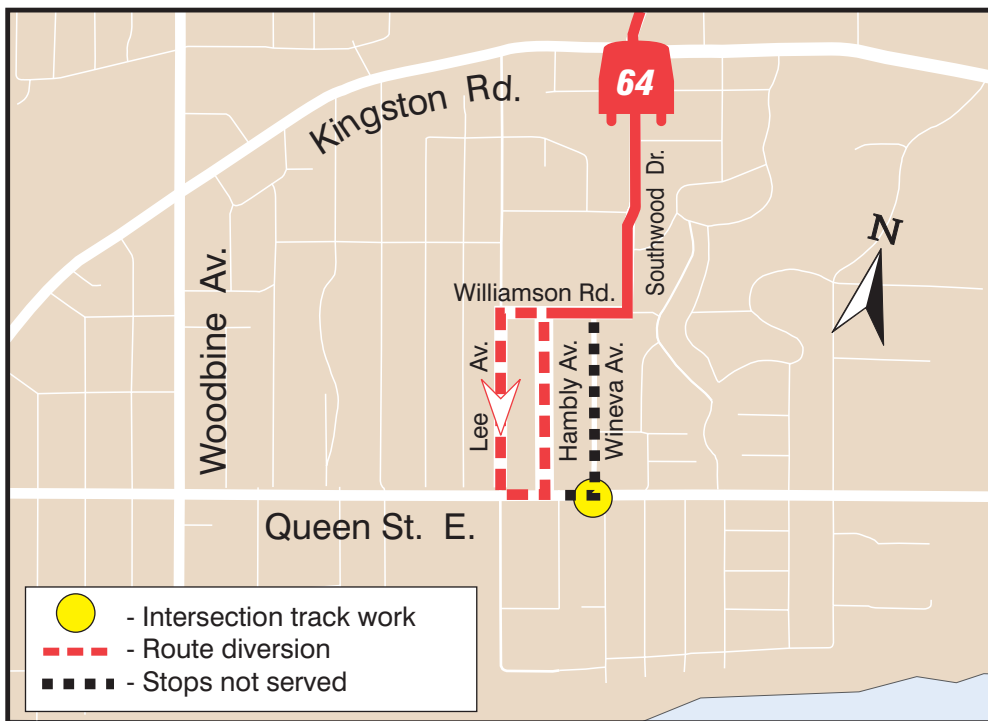 64
Kingston Rd.
Southwood Dr.
N
Woodbine Av.
Williamson Rd.
Lee Av.
Hambly Av.
Wineva Av.
Queen St. E.
- Intersection track work
- Route diversion
- Stops not served